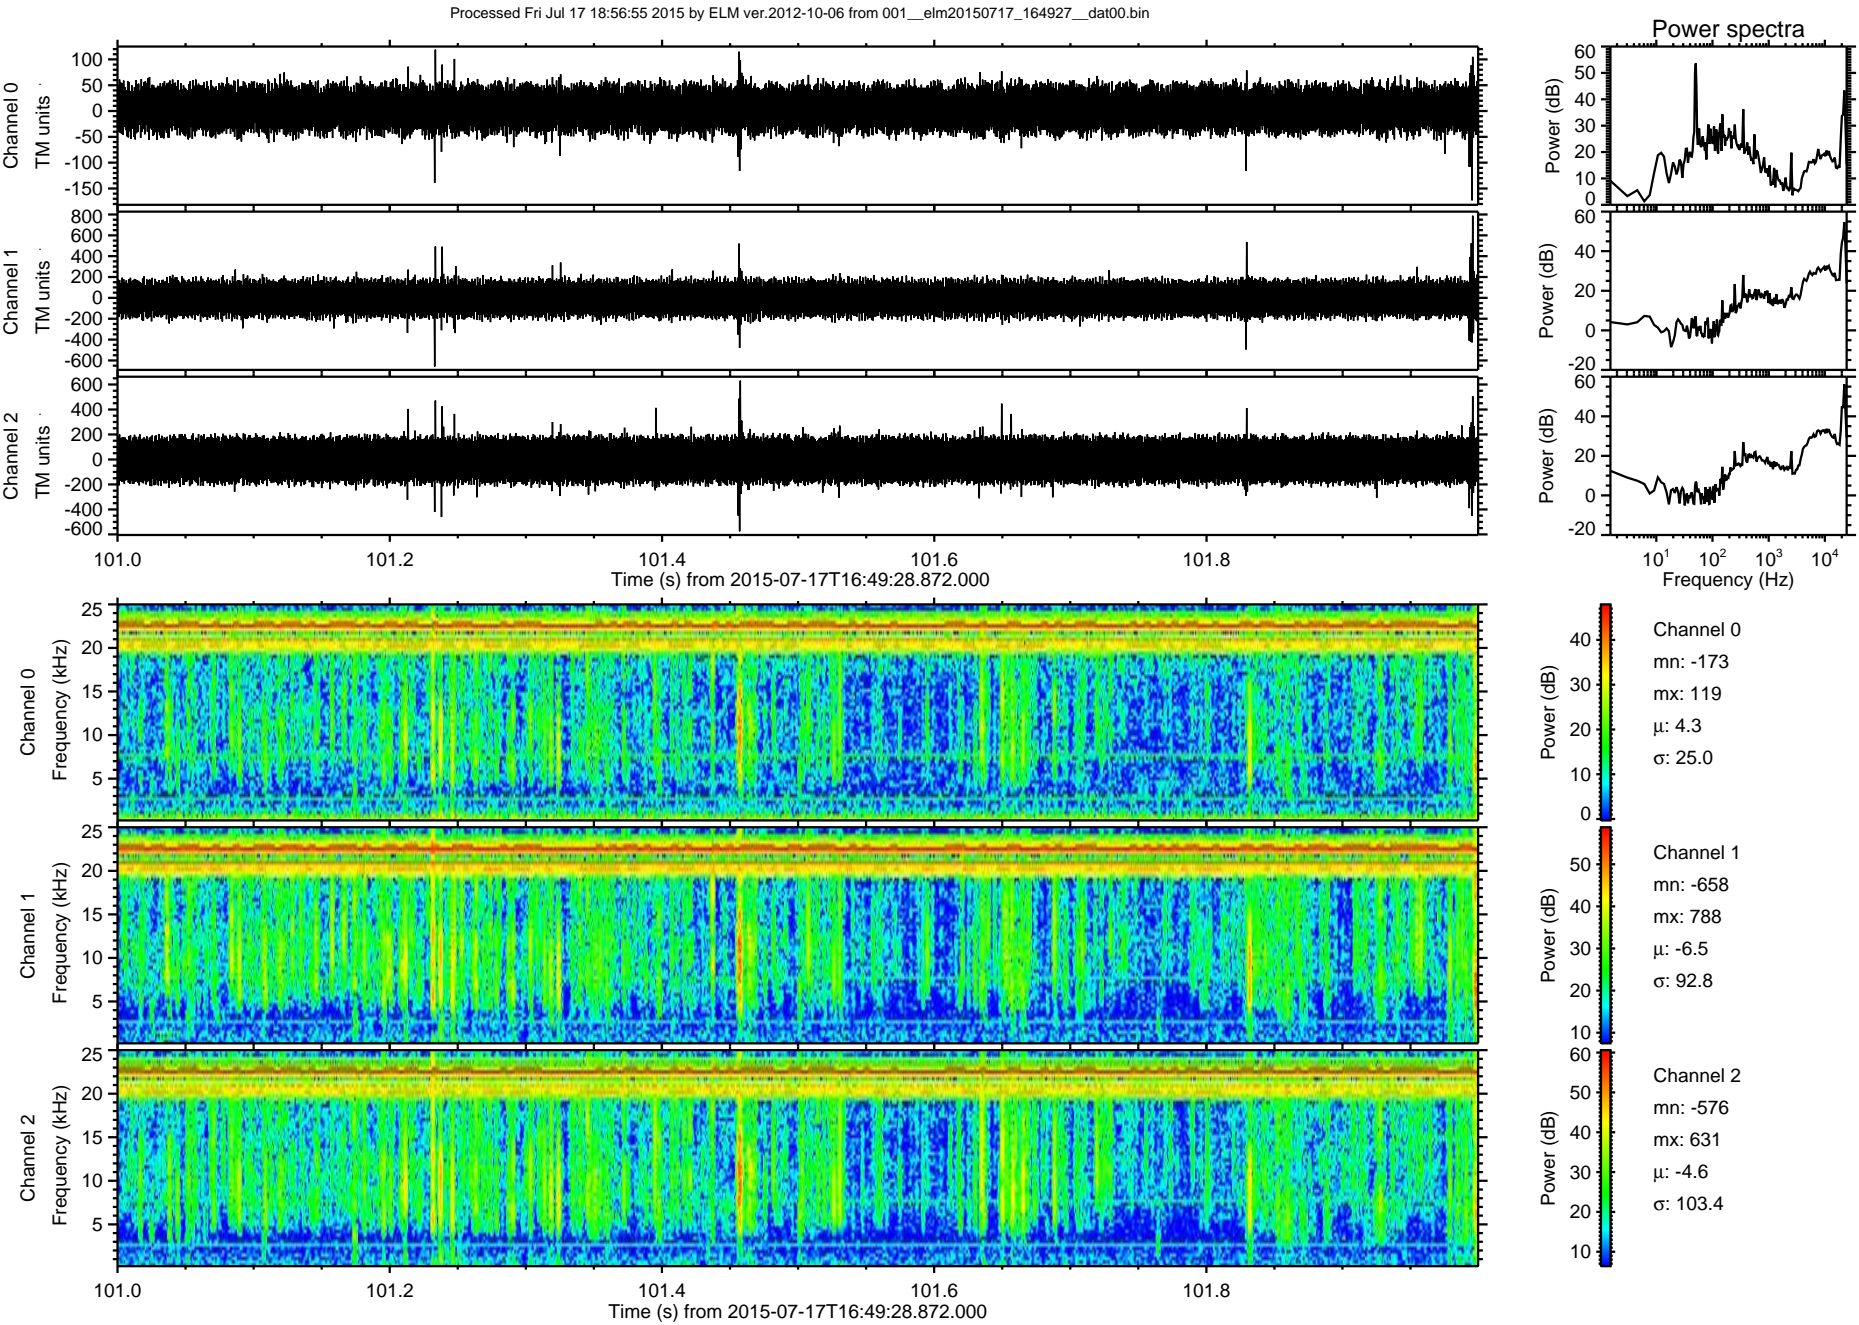 Processed Fri Jul 17 18:56:55 2015 by ELM ver.2012-10-06 from 001__elm20150717_164927__dat00.bin
Power spectra
Channel 0
TM units
100
50
0
-50
-100
-150
Power (dB)
60
50
40
30
20
10
0
Channel 1
TM units
800
600
400
200
0
-200
-400
-600
Power (dB)
60
40
20
0
-20
Channel 2
TM units
600
400
200
0
-200
-400
-600
Power (dB)
60
40
20
0
-20
101.0 101.2 101.4 101.6 101.8
Time (s) from 2015-07-17T16:49:28.872.000
10¹ 10² 10³ 10⁴
Frequency (Hz)
Channel 0
Frequency (kHz)
25
20
15
10
5
Power (dB)
40
30
20
10
0
Channel 0
mn: -173
mx: 119
μ: 4.3
σ: 25.0
Channel 1
Frequency (kHz)
25
20
15
10
5
Power (dB)
50
40
30
20
10
Channel 1
mn: -658
mx: 788
μ: -6.5
σ: 92.8
Channel 2
Frequency (kHz)
25
20
15
10
5
Power (dB)
60
50
40
30
20
10
Channel 2
mn: -576
mx: 631
μ: -4.6
σ: 103.4
101.0 101.2 101.4 101.6 101.8
Time (s) from 2015-07-17T16:49:28.872.000